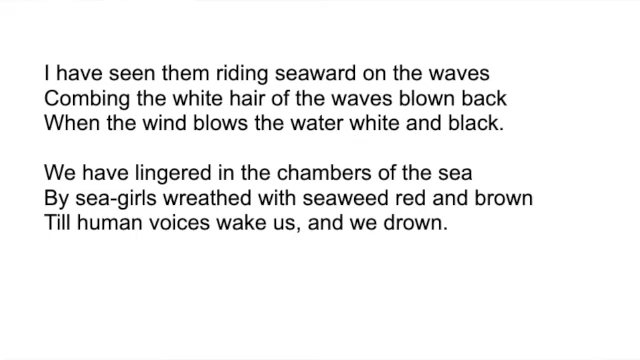 I have seen them riding seaward on the waves
Combing the white hair of the waves blown back
When the wind blows the water white and black.
We have lingered in the chambers of the sea
By sea-girls wreathed with seaweed red and brown
Till human voices wake us, and we drown.